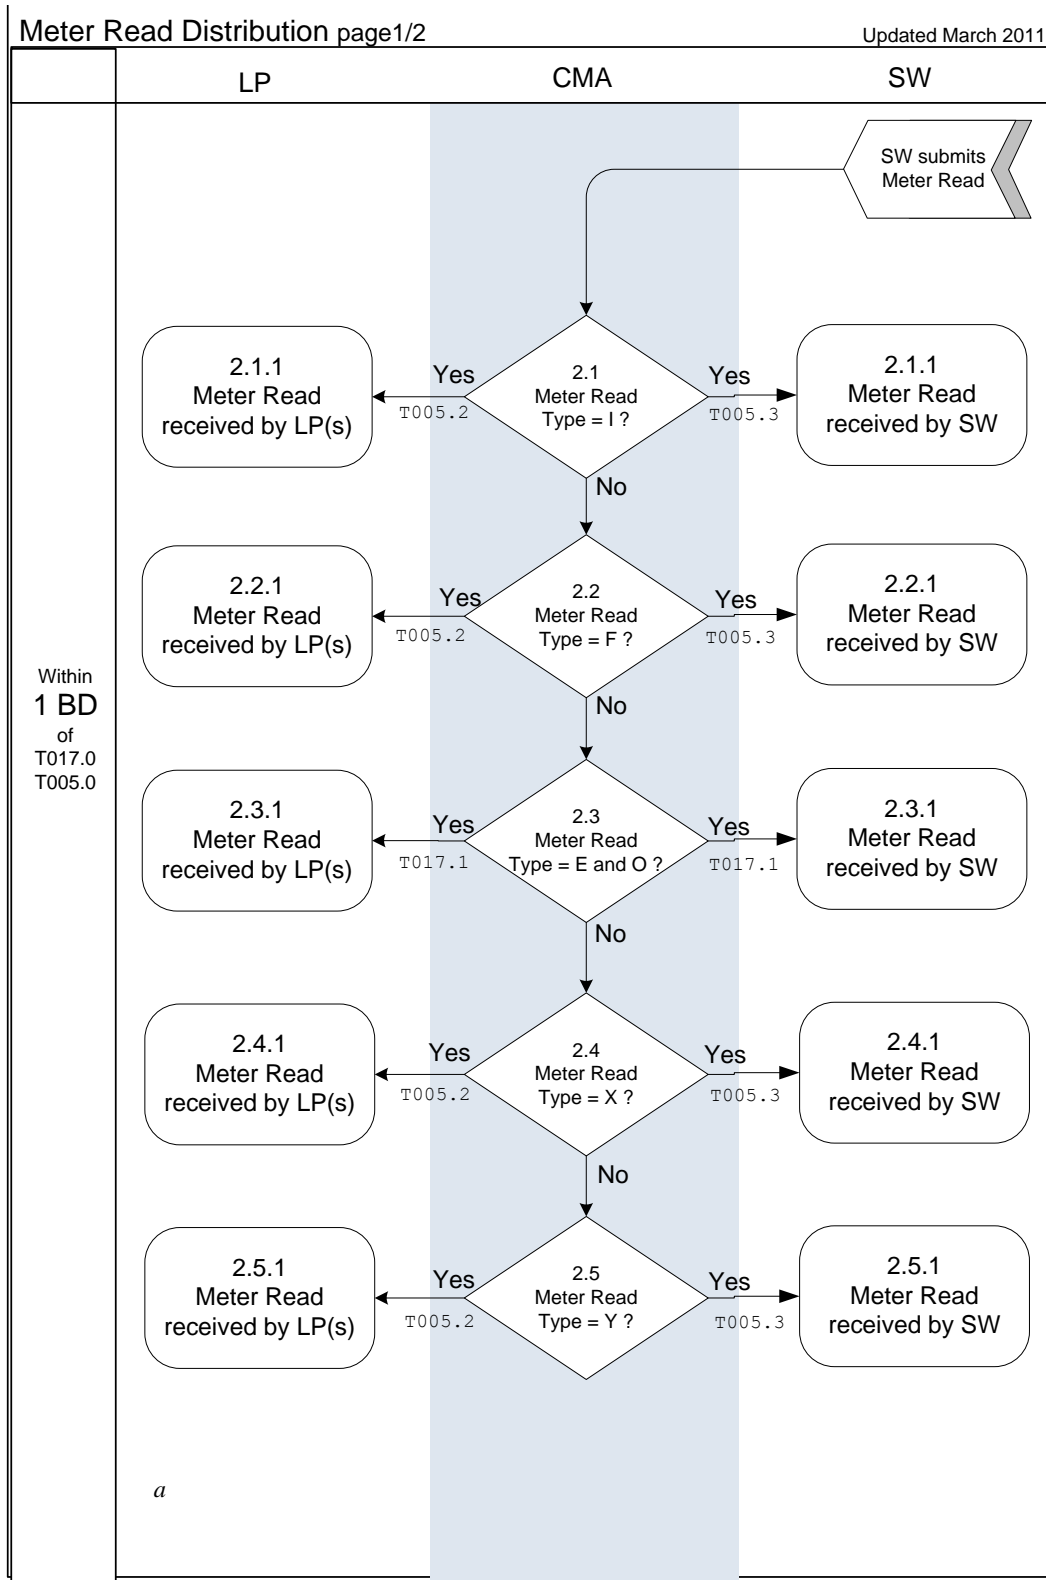 Meter Read Distribution page1/2
Updated March 2011
LP
CMA
SW
SW submits
Meter Read
2.1.1
Meter Read
received by LP(s)
Yes
T005.2
2.1
Meter Read
Type = I ?
Yes
T005.3
2.1.1
Meter Read
received by SW
No
2.2.1
Meter Read
received by LP(s)
Yes
T005.2
2.2
Meter Read
Type = F ?
Yes
T005.3
2.2.1
Meter Read
received by SW
No
Within
1 BD
of
T017.0
T005.0
2.3.1
Meter Read
received by LP(s)
Yes
T017.1
2.3
Meter Read
Type = E and O ?
Yes
T017.1
2.3.1
Meter Read
received by SW
No
2.4.1
Meter Read
received by LP(s)
Yes
T005.2
2.4
Meter Read
Type = X ?
Yes
T005.3
2.4.1
Meter Read
received by SW
No
2.5.1
Meter Read
received by LP(s)
Yes
T005.2
2.5
Meter Read
Type = Y ?
Yes
T005.3
2.5.1
Meter Read
received by SW
a